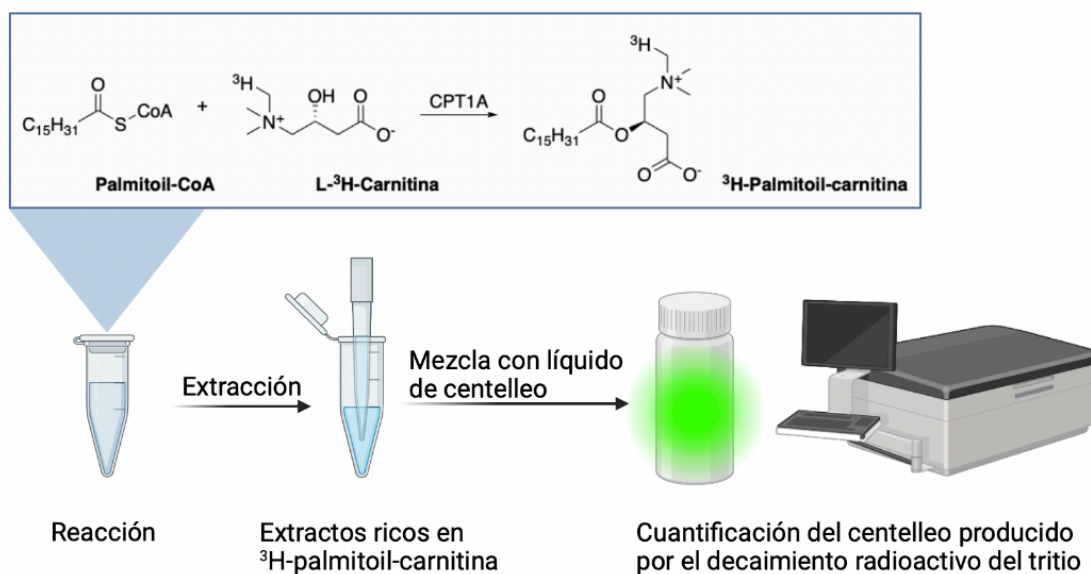 ³H
O
C₁₅H₃₁
S
CoA
+
³H
N⁺
OH
O
O⁻
CPT1A
O
C₁₅H₃₁
O
N⁺
O
O⁻
Palmitoil-CoA
L-³H-Carnitina
³H-Palmitoil-carnitina
Extracción
Mezcla con líquido
de centelleo
Reacción
Extractos ricos en
³H-palmitoil-carnitina
Cuantificación del centelleo producido
por el decaimiento radioactivo del tritio